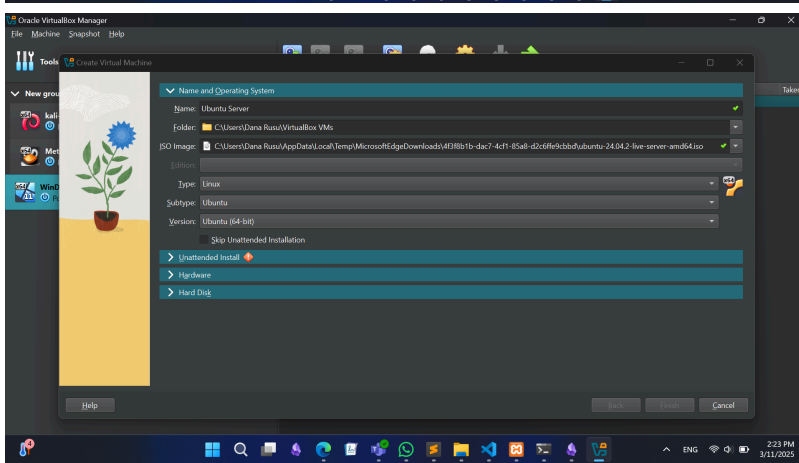 Oracle VirtualBox Manager
File Machine Snapshot Help
Tools
Create Virtual Machine
Name and Operating System
Take
New grou
Name: Ubuntu Server
kali-
Folder: C:\Users\Dana Rusu\VirtualBox VMs
ISO Image: C:\Users\Dana Rusu\AppData\Local\Temp\MicrosoftEdgeDownloads\4f3f8b1b-dac7-4cf1-85a8-d2c6ffe9cbbd\ubuntu-24.04.2-live-server-amd64.iso
Met
Edition:
Type: Linux
WinD
Subtype: Ubuntu
Version: Ubuntu (64-bit)
Skip Unattended Installation
Unattended Install
Hardware
Hard Disk
Help
Back
Finish
Cancel
4
ENG
2:23 PM
3/11/2025